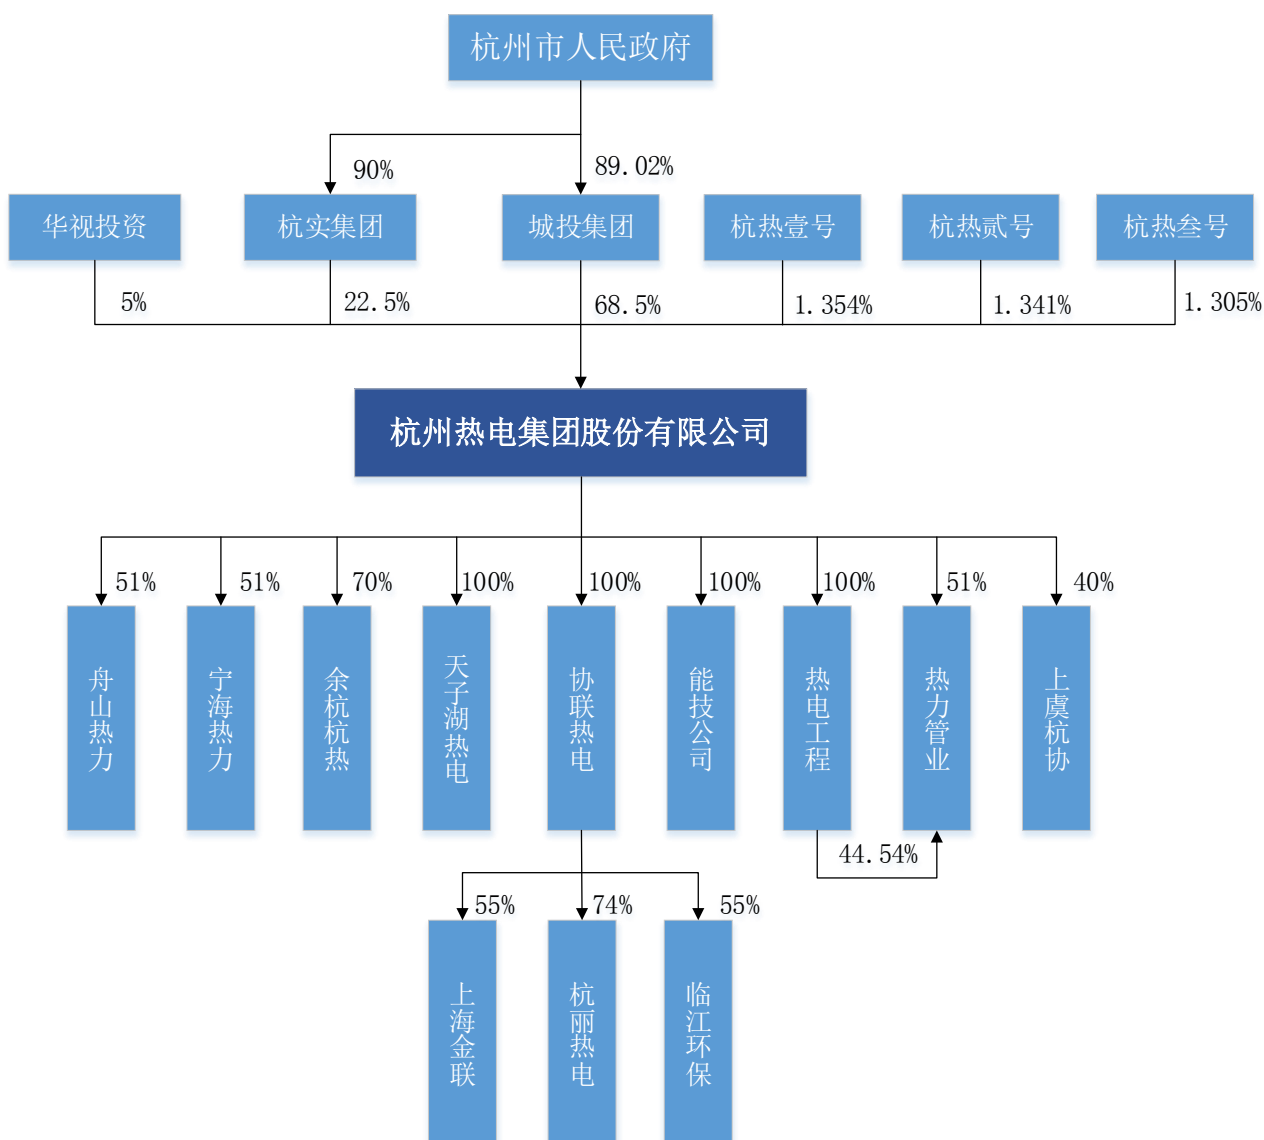 杭州市人民政府
90%
89.02%
华视投资
杭实集团
城投集团
杭热壹号
杭热贰号
杭热叁号
5%
22.5%
68.5%
1.354%
1.341%
1.305%
杭州热电集团股份有限公司
51%
51%
70%
100%
100%
100%
100%
51%
40%
舟山热力
宁海热力
余杭杭热
天子湖热电
协联热电
能技公司
热电工程
热力管业
上虞杭协
44.54%
55%
74%
55%
上海金联
杭丽热电
临江环保